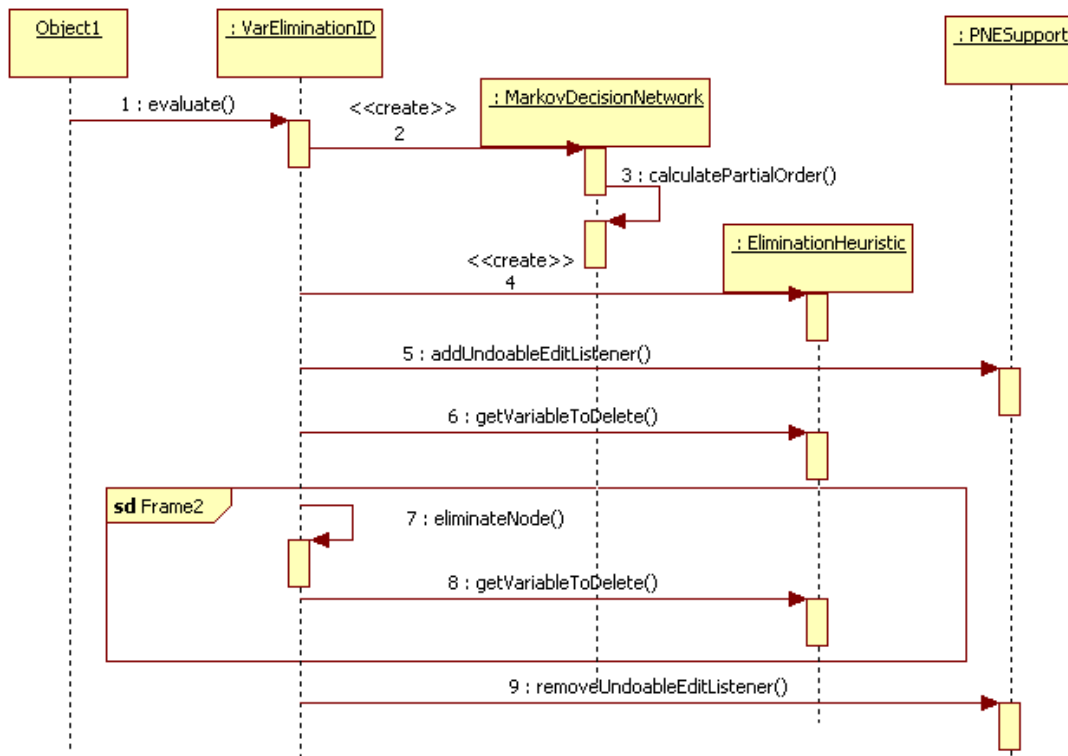 Object1
: VarEliminationID
: PNESupport
1 : evaluate()
<<create>>
2
: MarkovDecisionNetwork
3 : calculatePartialOrder()
: EliminationHeuristic
<<create>>
4
5 : addUndoableEditListener()
6 : getVariableToDelete()
sd Frame2
7 : eliminateNode()
8 : getVariableToDelete()
9 : removeUndoableEditListener()